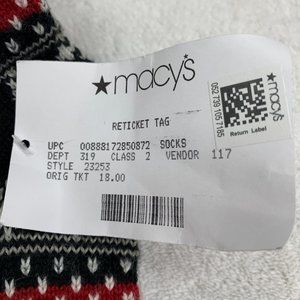 ★macy's
RETICKET TAG
UPC 00888172850872 SOCKS
DEPT 319 CLASS 2 VENDOR 117
STYLE 23253
ORIG TKT 18.00
macy's
Return Label
052 739 105 7185